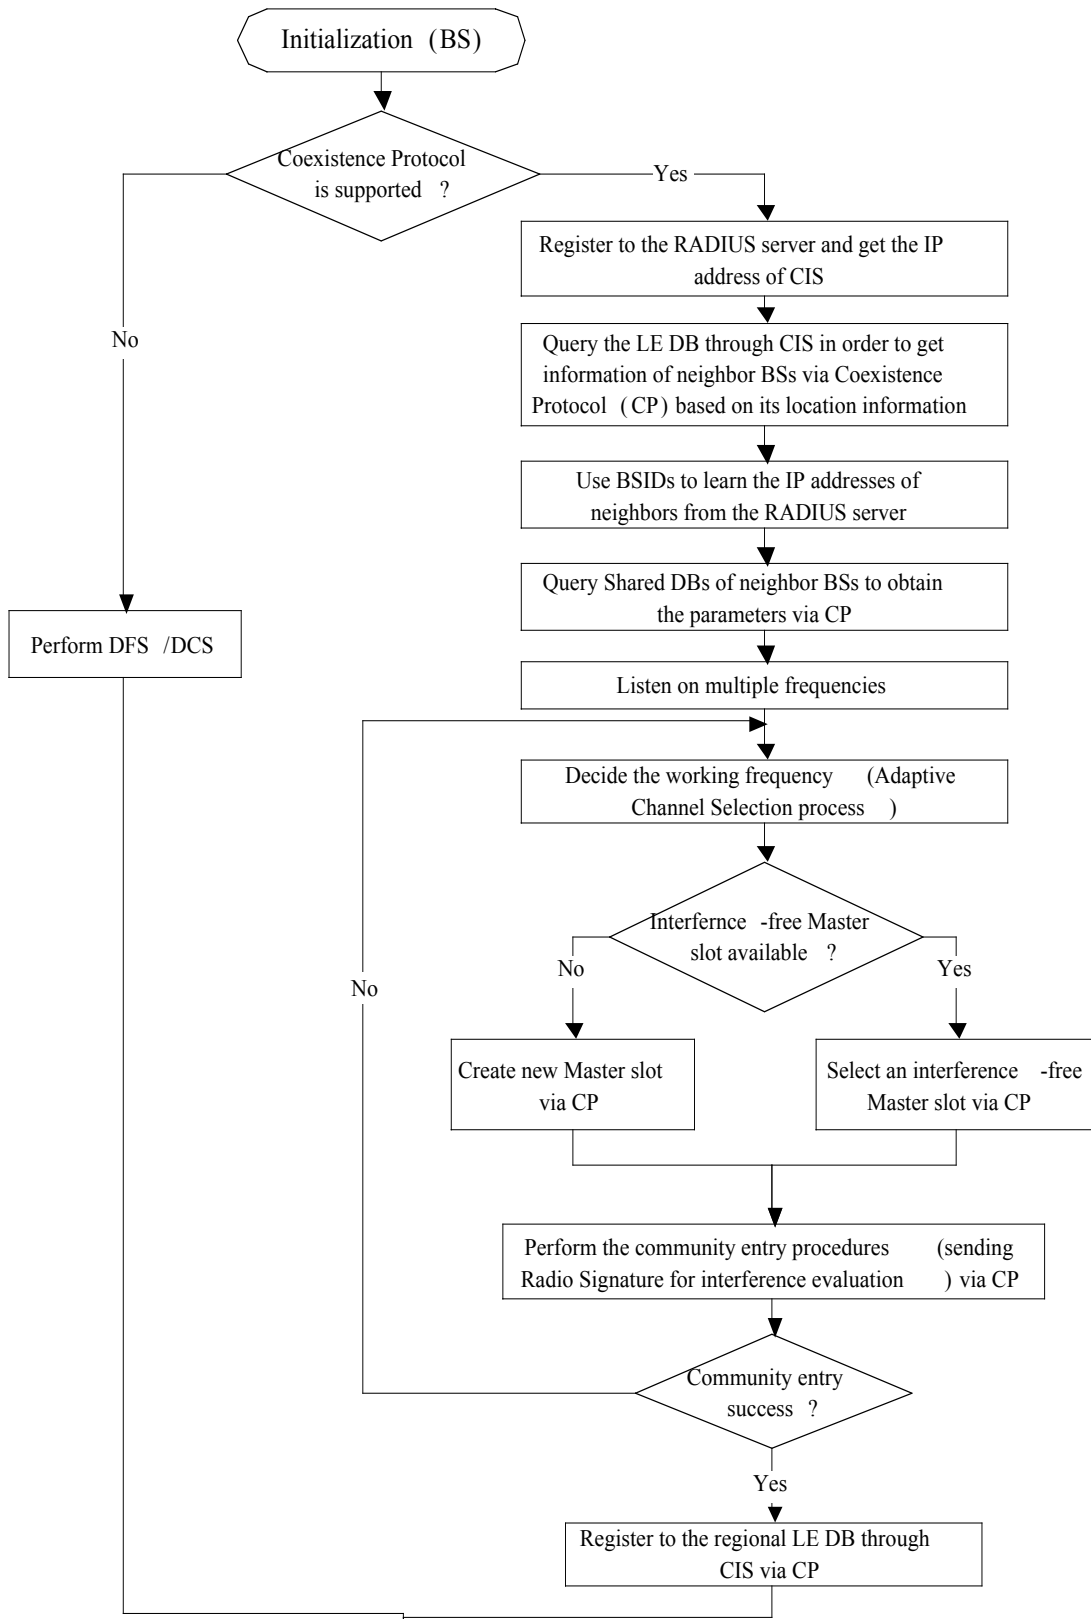 Initialization (BS)
Coexistence Protocol
is supported ?
Yes
Register to the RADIUS server and get the IP
address of CIS
No
Query the LE DB through CIS in order to get
information of neighbor BSs via Coexistence
Protocol (CP) based on its location information
Use BSIDs to learn the IP addresses of
neighbors from the RADIUS server
Query Shared DBs of neighbor BSs to obtain
the parameters via CP
Perform DFS /DCS
Listen on multiple frequencies
Decide the working frequency (Adaptive
Channel Selection process )
Interfernce -free Master
slot available ?
No
Yes
No
Create new Master slot
via CP
Select an interference -free
Master slot via CP
Perform the community entry procedures (sending
Radio Signature for interference evaluation ) via CP
Community entry
success ?
Yes
Register to the regional LE DB through
CIS via CP